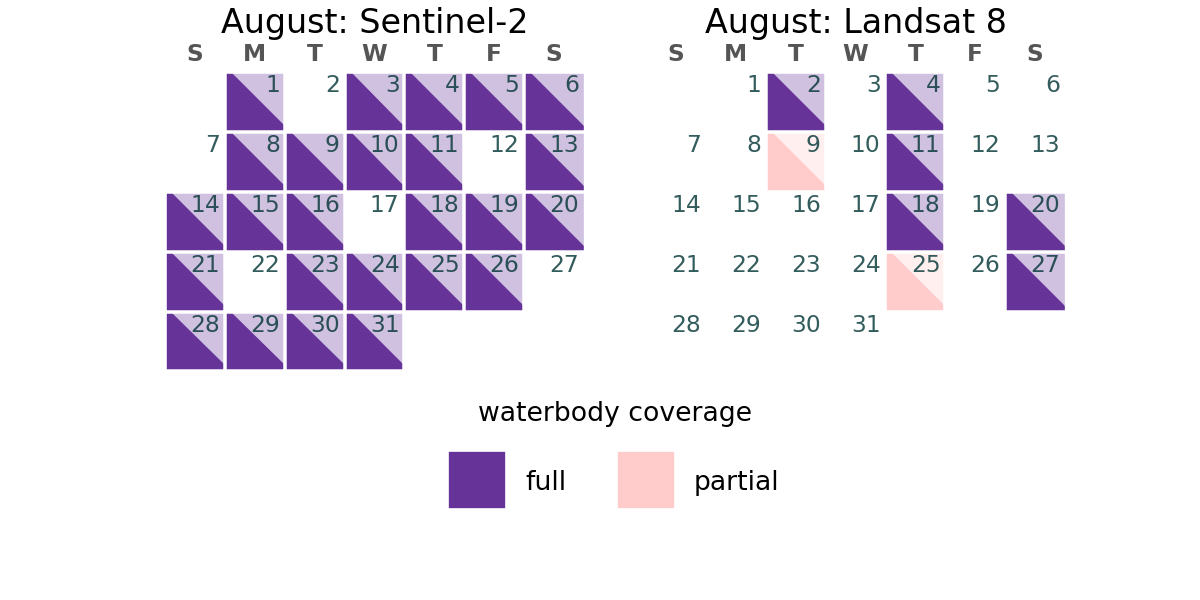 August: Sentinel-2
S M T W T F S
1 2 3 4 5 6
7 8 9 10 11 12 13
14 15 16 17 18 19 20
21 22 23 24 25 26 27
28 29 30 31
August: Landsat 8
S M T W T F S
1 2 3 4 5 6
7 8 9 10 11 12 13
14 15 16 17 18 19 20
21 22 23 24 25 26 27
28 29 30 31
waterbody coverage
full partial